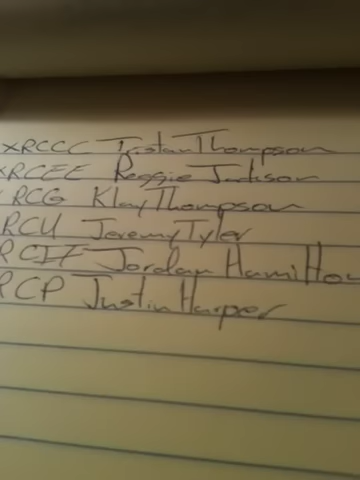 XRCCC Tristan Thompson
XRCEE Reggie Jackson
RCG Klay Thompson
RCU Jeremy Tyler
RCIF Jordan Hamilton
RCP Justin Harper